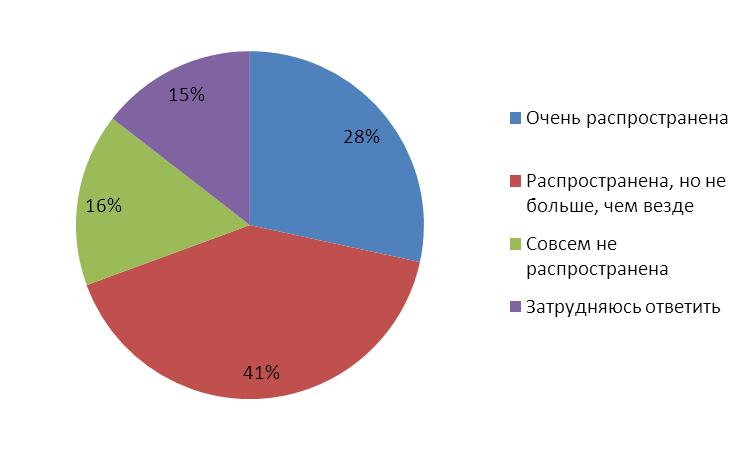 15%
28%
16%
41%
Очень распространена
Распространена, но не
больше, чем везде
Совсем не
распространена
Затрудняюсь ответить